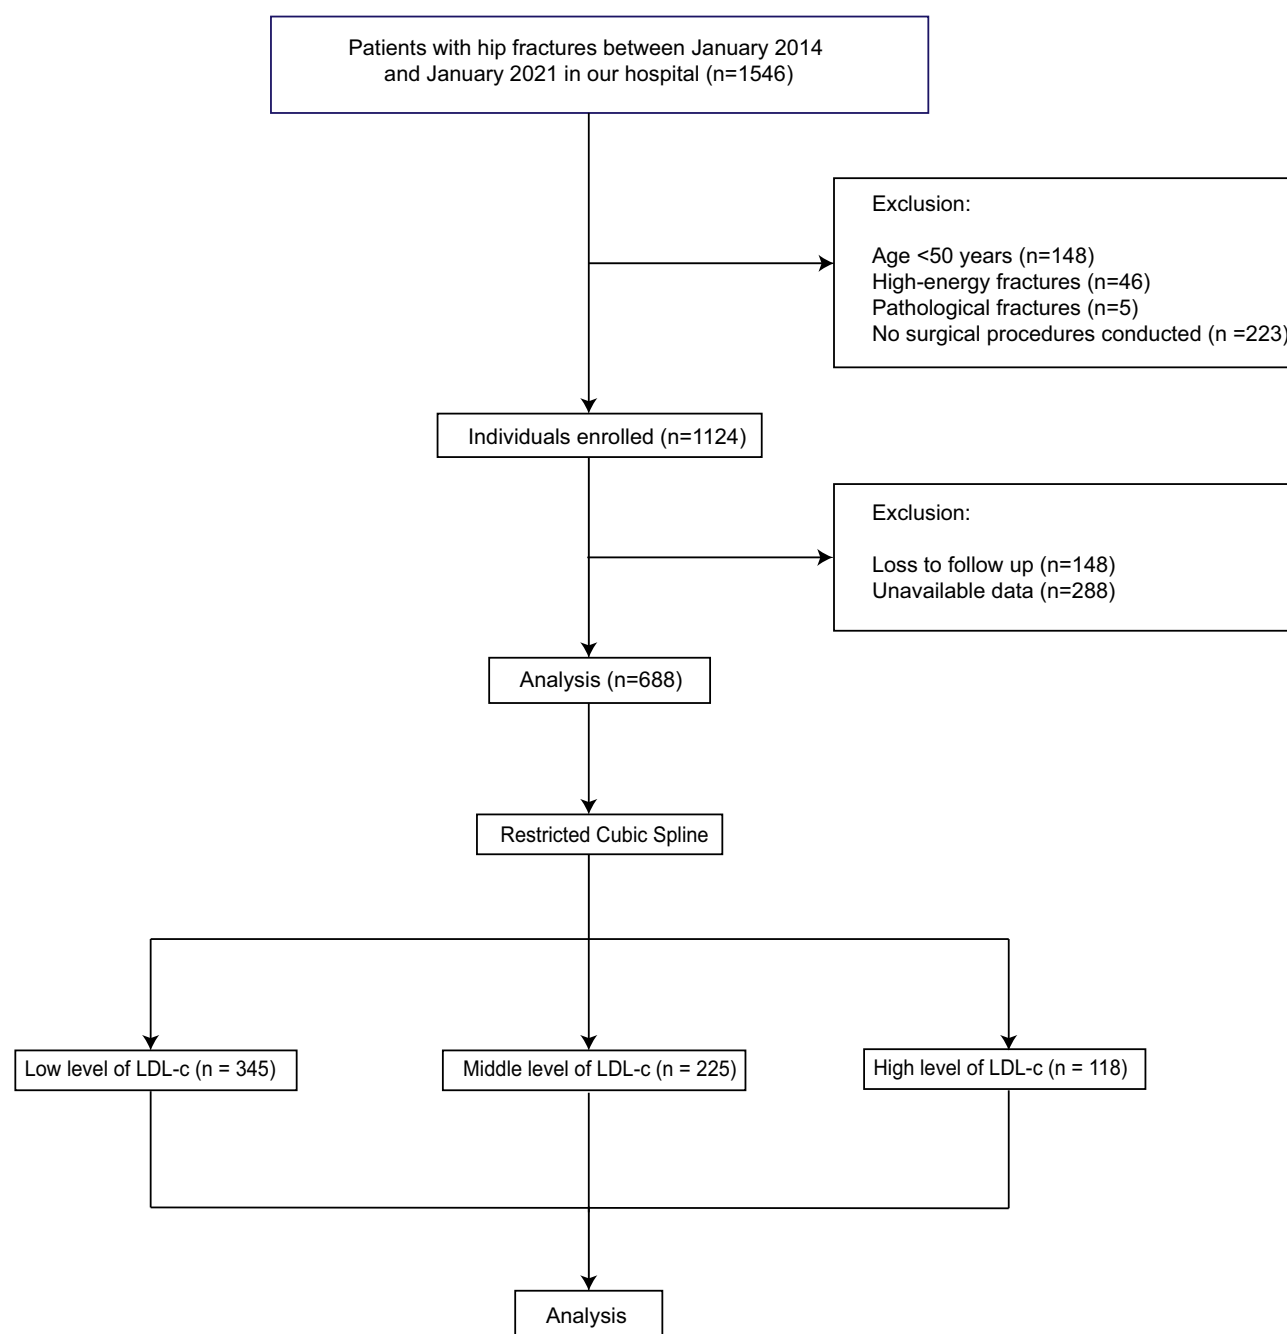 Patients with hip fractures between January 2014
and January 2021 in our hospital (n=1546)
Exclusion:
Age <50 years (n=148)
High-energy fractures (n=46)
Pathological fractures (n=5)
No surgical procedures conducted (n =223)
Individuals enrolled (n=1124)
Exclusion:
Loss to follow up (n=148)
Unavailable data (n=288)
Analysis (n=688)
Restricted Cubic Spline
Low level of LDL-c (n = 345)
Middle level of LDL-c (n = 225)
High level of LDL-c (n = 118)
Analysis